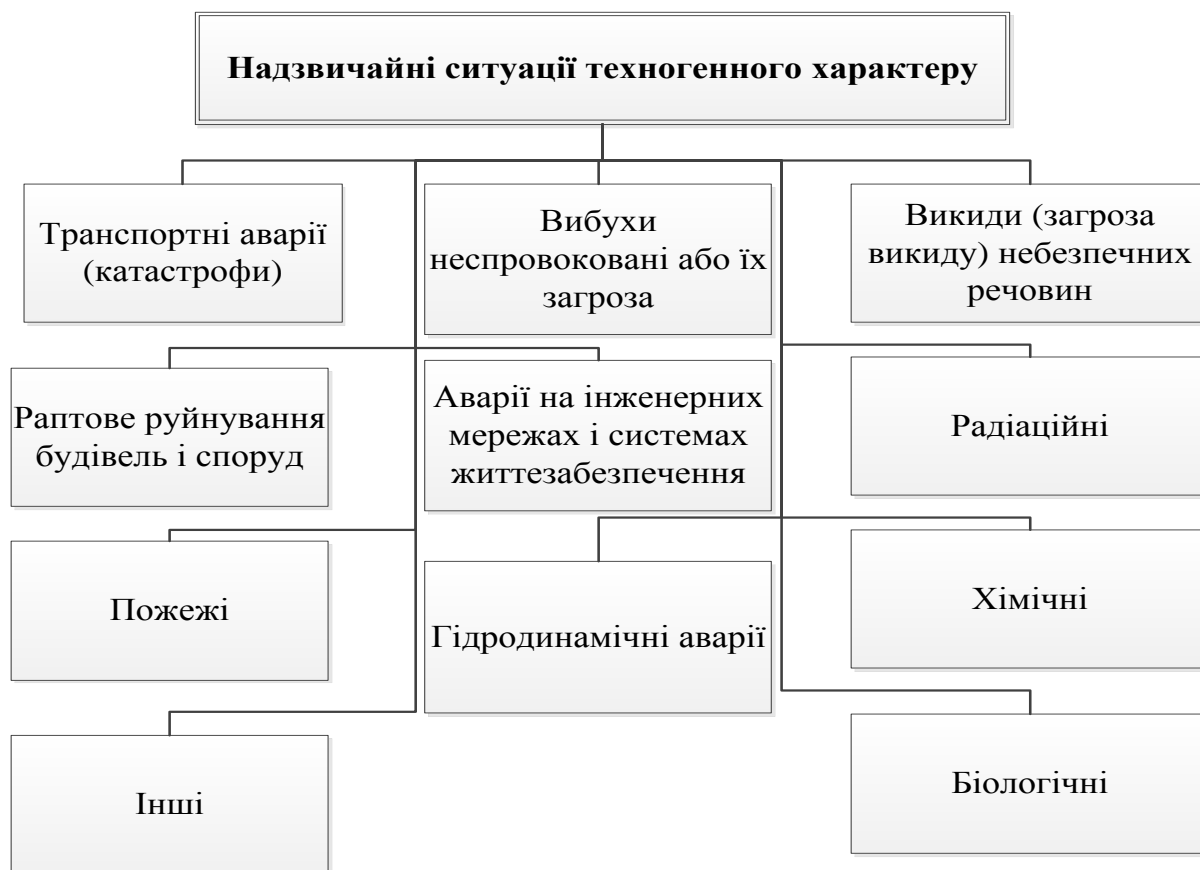 Надзвичайні ситуації техногенного характеру
Транспортні аварії
(катастрофи)
Вибухи
неспровоковані або їх
загроза
Викиди (загроза
викиду) небезпечних
речовин
Раптове руйнування
будівель і споруд
Аварії на інженерних
мережах і системах
життезабезпечення
Радіаційні
Пожежі
Гідродинамічні аварії
Хімічні
Інші
Біологічні